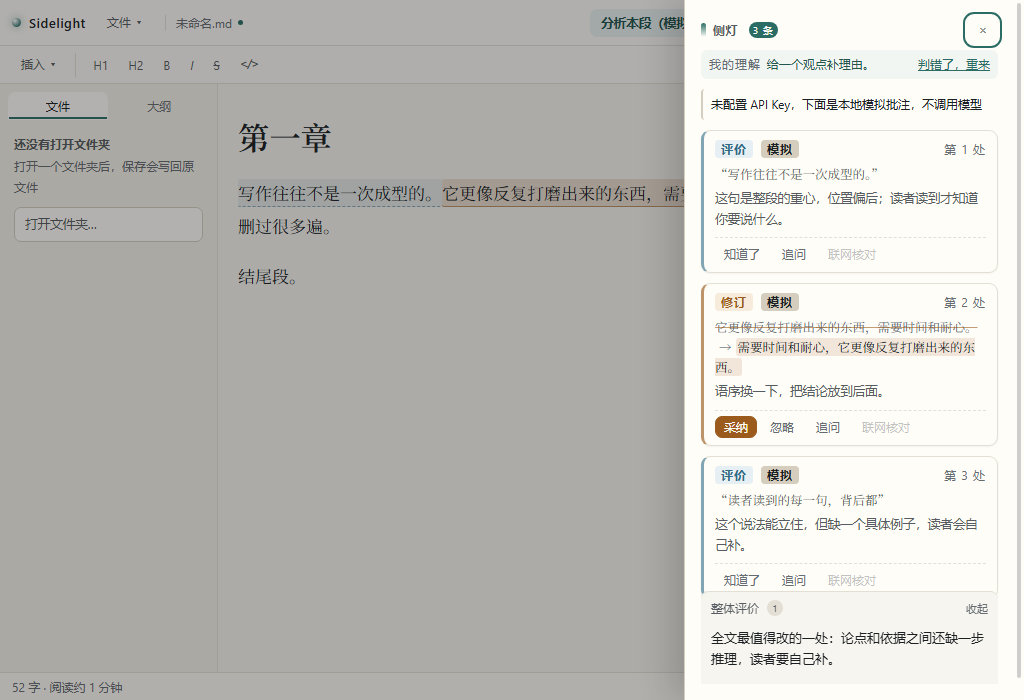 Sidelight 文件 未命名.md 分析本段（模拟
插入 H1 H2 B I S </>
文件 大纲
还没有打开文件夹
打开一个文件夹后，保存会写回原
文件
打开文件夹...
第一章
写作往往不是一次成型的。它更像反复打磨出来的东西，需
删过很多遍。
结尾段。
52 字 · 阅读约 1 分钟
侧灯 3 条 ×
我的理解 给一个观点补理由。 判错了，重来
未配置 API Key，下面是本地模拟批注，不调用模型
评价 模拟 第 1 处
“写作往往不是一次成型的。”
这句是整段的重心，位置偏后；读者读到才知道
你要说什么。
知道了 追问 联网核对
修订 模拟 第 2 处
它更像反复打磨出来的东西，需要时间和耐心。
→ 需要时间和耐心，它更像反复打磨出来的东
西。
语序换一下，把结论放到后面。
采纳 忽略 追问 联网核对
评价 模拟 第 3 处
“读者读到的每一句，背后都”
这个说法能立住，但缺一个具体例子，读者会自
己补。
知道了 追问 联网核对
整体评价 1 收起
全文最值得改的一处：论点和依据之间还缺一步
推理，读者要自己补。